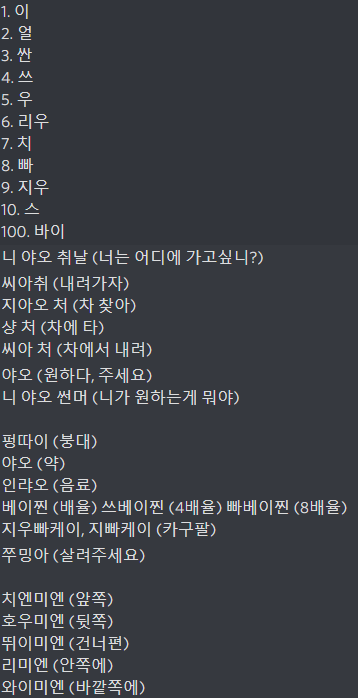 1. 이
2. 얼
3. 싼
4. 쓰
5. 우
6. 리우
7. 치
8. 빠
9. 지우
10. 스
100. 바이
니 야오 취날 (너는 어디에 가고싶니?)
씨아취 (내려가자)
지아오 처 (차 찾아)
샹 처 (차에 타)
씨아 처 (차에서 내려)
야오 (원하다, 주세요)
니 야오 썬머 (니가 원하는게 뭐야)
펑따이 (붕대)
야오 (약)
인랴오 (음료)
베이찐 (배율) 쓰베이찐 (4배율) 빠베이찐 (8배율)
지우빠케이, 지빠케이 (카구팔)
쭈밍아 (살려주세요)
치엔미엔 (앞쪽)
호우미엔 (뒷쪽)
뛰이미엔 (건너편)
리미엔 (안쪽에)
와이미엔 (바깥쪽에)